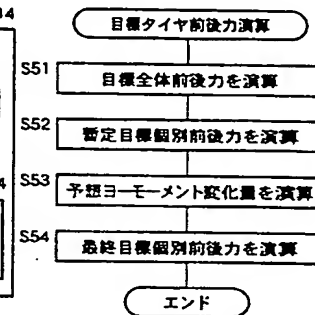 目標タイヤ前後力演算
S51
目標全体前後力を演算
S52
暫定目標個別前後力を演算
S53
予想ヨーモーメント変化量を演算
S54
最終目標個別前後力を演算
エンド